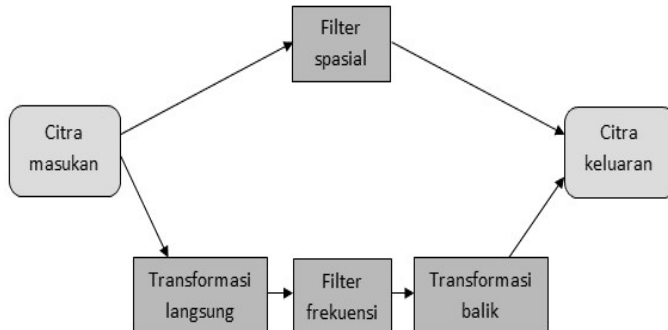 Filter
spasial
Citra
masukan
Citra
keluaran
Transformasi
langsung
Filter
frekuensi
Transformasi
balik